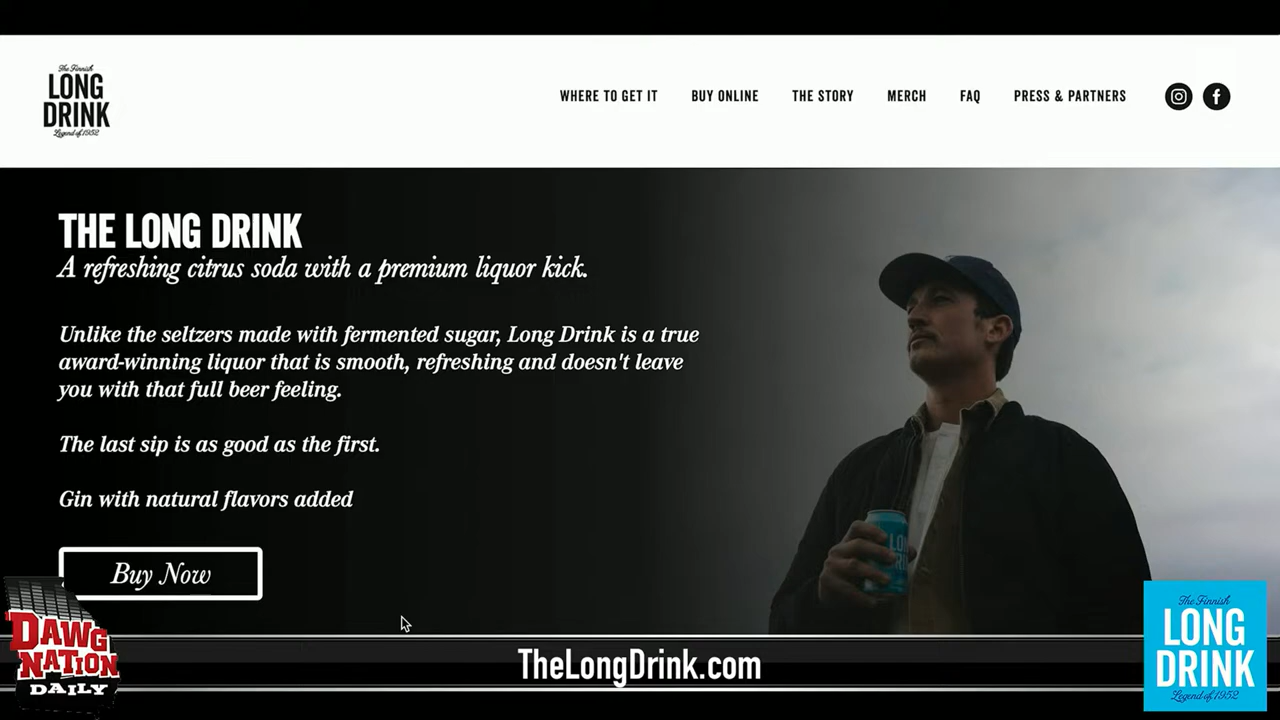 The Finnish
LONG
DRINK
Legend of 1952
WHERE TO GET IT
BUY ONLINE
THE STORY
MERCH
FAQ
PRESS & PARTNERS
THE LONG DRINK
A refreshing citrus soda with a premium liquor kick.
Unlike the seltzers made with fermented sugar, Long Drink is a true
award-winning liquor that is smooth, refreshing and doesn't leave
you with that full beer feeling.
The last sip is as good as the first.
Gin with natural flavors added
Buy Now
DAWG
NATION
DAILY
TheLongDrink.com
The Finnish
LONG
DRINK
Legend of 1952